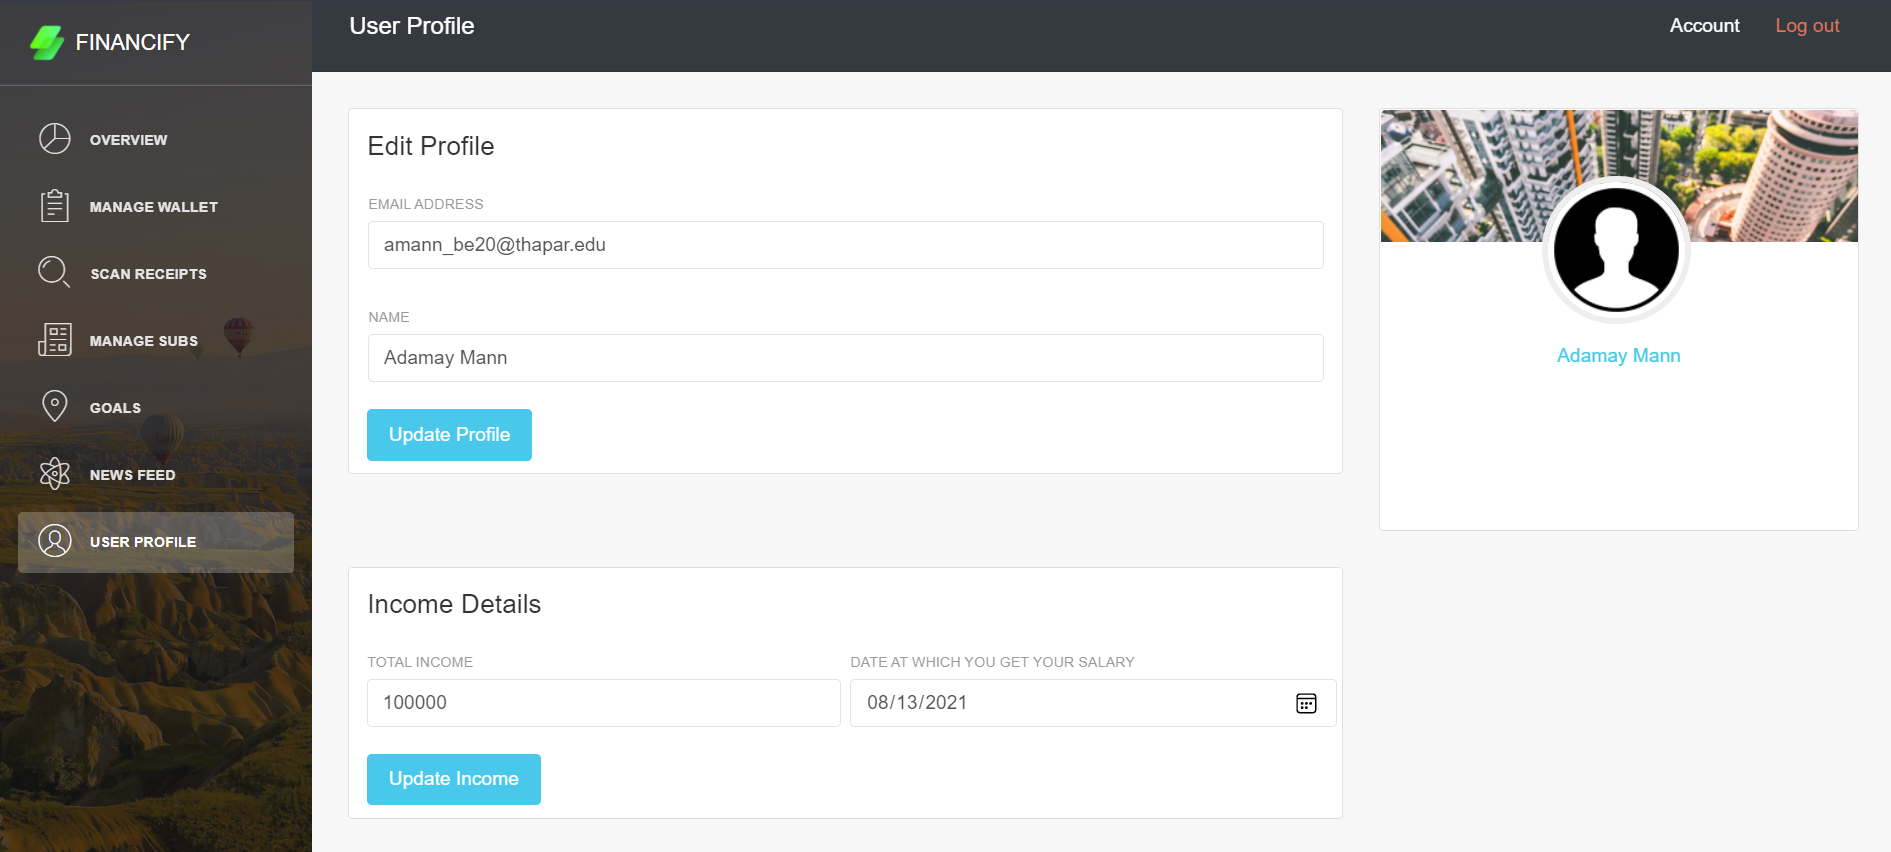 FINANCIFY
OVERVIEW
MANAGE WALLET
SCAN RECEIPTS
MANAGE SUBS
GOALS
NEWS FEED
USER PROFILE
User Profile
Account
Log out
Edit Profile
EMAIL ADDRESS
amann_be20@thapar.edu
NAME
Adamay Mann
Update Profile
Adamay Mann
Income Details
TOTAL INCOME
100000
DATE AT WHICH YOU GET YOUR SALARY
08/13/2021
Update Income